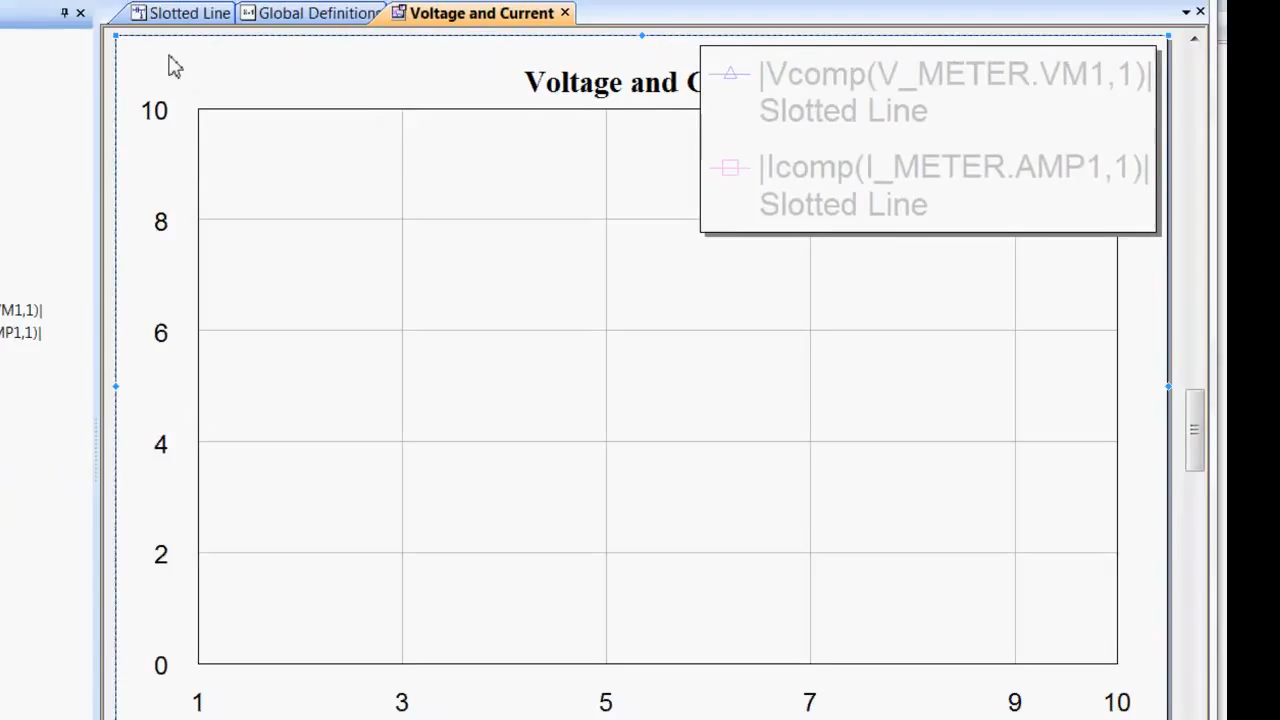 Slotted Line
Global Definition
Voltage and Current
Voltage and
|Vcomp(V_METER.VM1,1)|
Slotted Line
|Icomp(I_METER.AMP1,1)|
Slotted Line
10
8
6
4
2
0
1 3 5 7 9 10
VM1,1)|
MP1,1)|